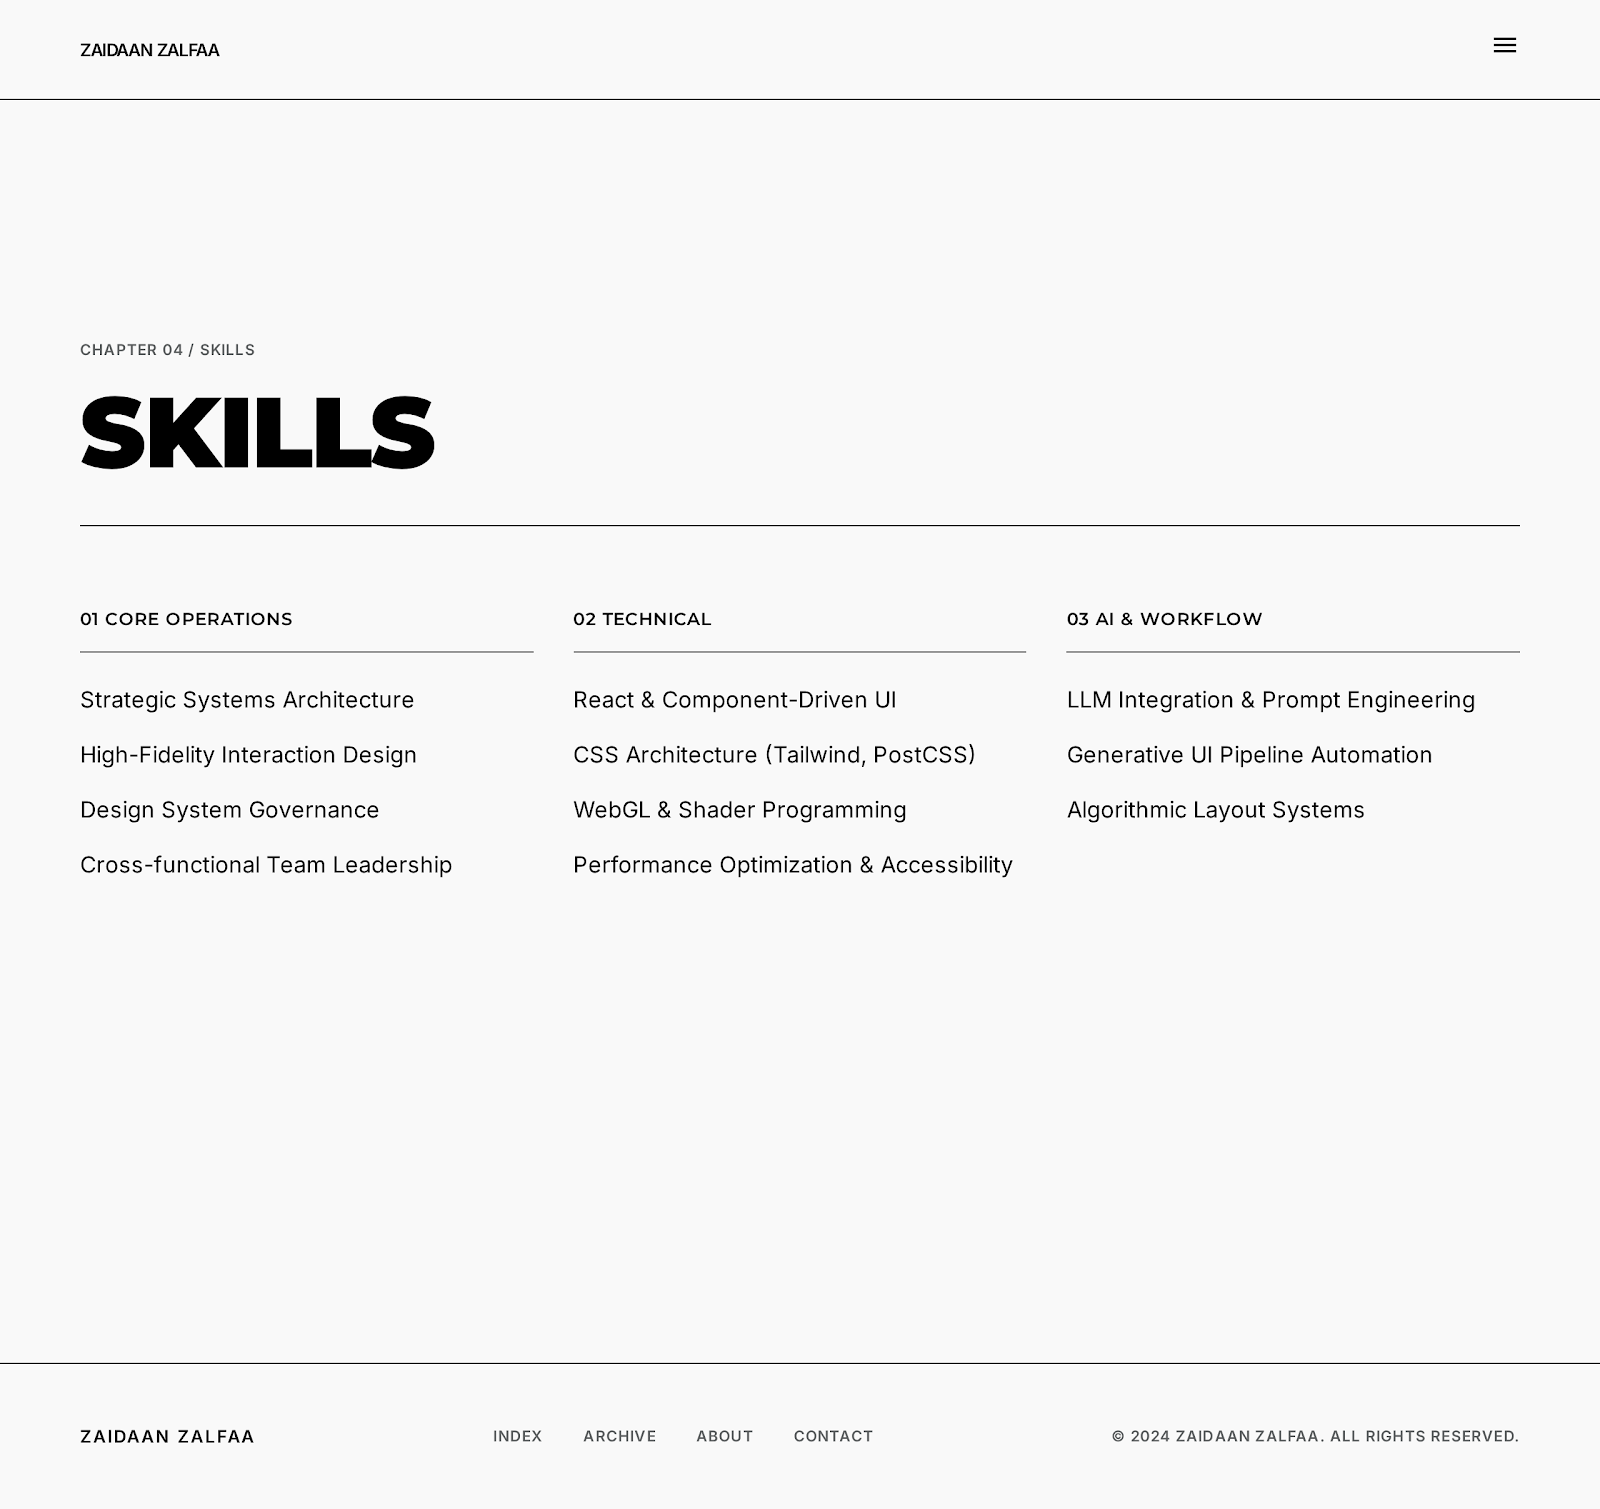 ZAIDAAN ZALFAA
CHAPTER 04 / SKILLS
SKILLS
01 CORE OPERATIONS
Strategic Systems Architecture
High-Fidelity Interaction Design
Design System Governance
Cross-functional Team Leadership
02 TECHNICAL
React & Component-Driven UI
CSS Architecture (Tailwind, PostCSS)
WebGL & Shader Programming
Performance Optimization & Accessibility
03 AI & WORKFLOW
LLM Integration & Prompt Engineering
Generative UI Pipeline Automation
Algorithmic Layout Systems
ZAIDAAN ZALFAA
INDEX
ARCHIVE
ABOUT
CONTACT
© 2024 ZAIDAAN ZALFAA. ALL RIGHTS RESERVED.